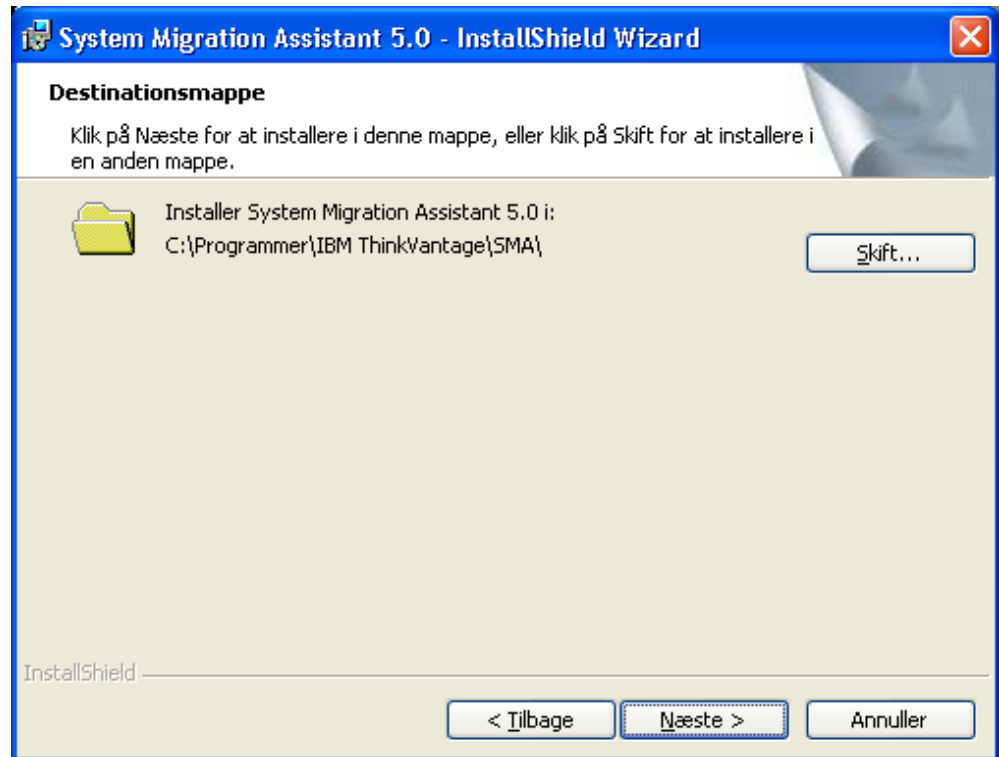 System Migration Assistant 5.0 - InstallShield Wizard
Destinationsmappe
Klik på Næste for at installere i denne mappe, eller klik på Skift for at installere i
en anden mappe.
Installer System Migration Assistant 5.0 i:
C:\Programmer\IBM ThinkVantage\SMA\
Skift...
InstallShield
< Tilbage
Næste >
Annuller